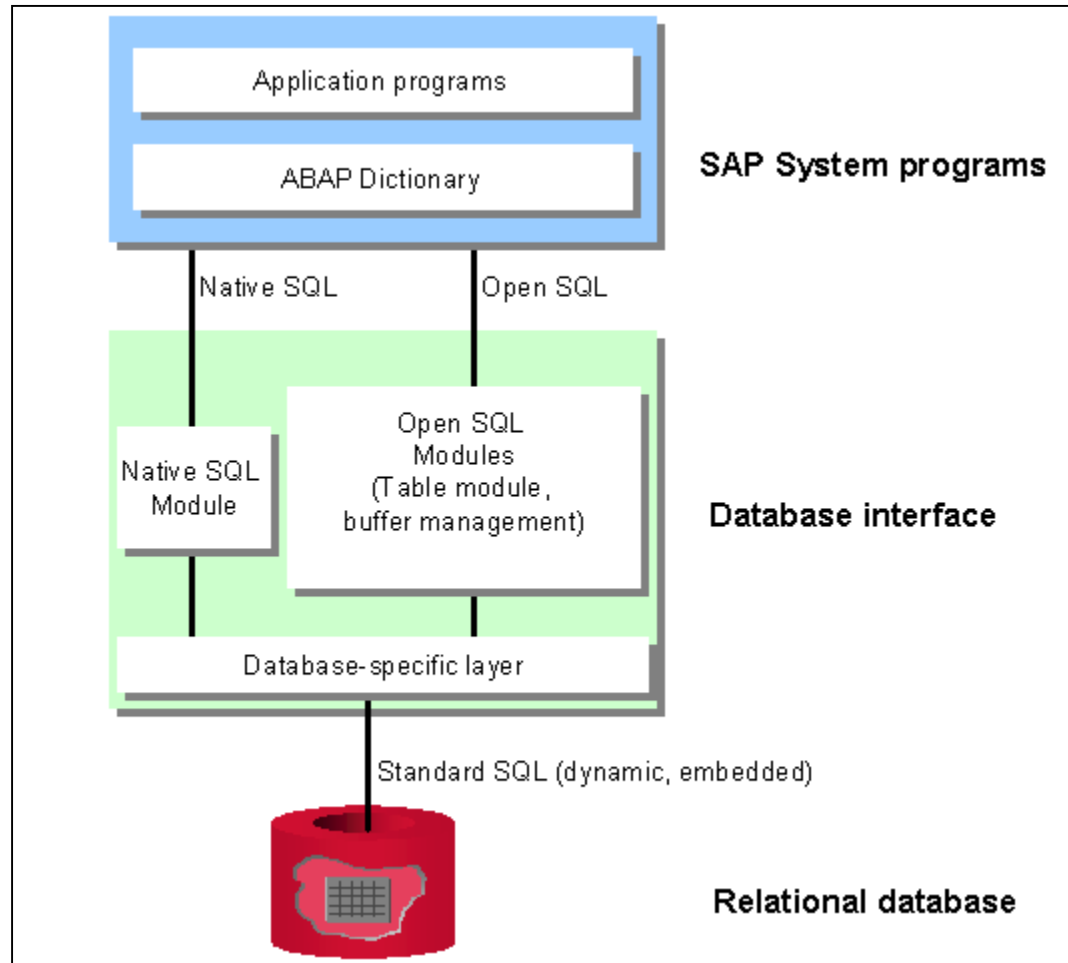 Application programs
ABAP Dictionary
SAP System programs
Native SQL
Open SQL
Native SQL
Module
Open SQL
Modules
(Table module,
buffer management)
Database interface
Database-specific layer
Standard SQL (dynamic, embedded)
Relational database